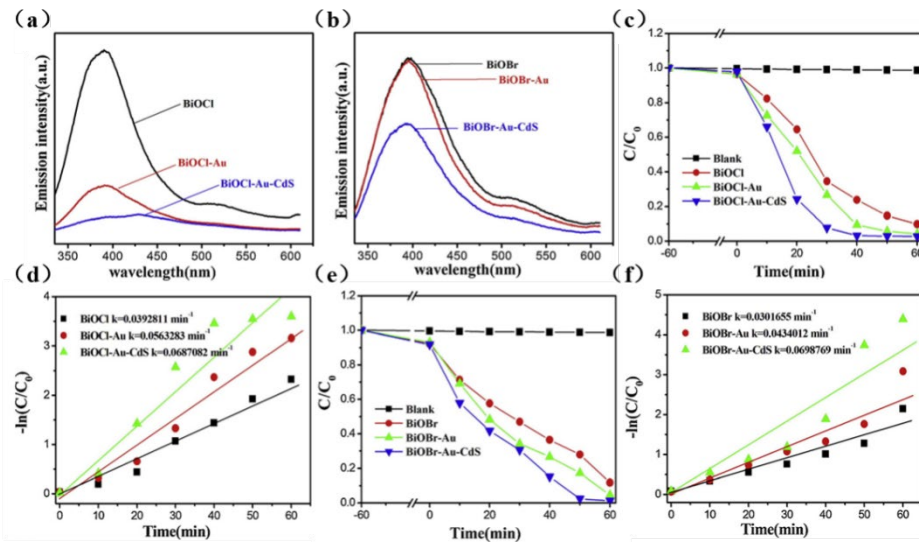 (a)
Emission intensity(a.u.)
BiOCl
BiOCl-Au
BiOCl-Au-CdS
350 400 450 500 550 600
wavelength(nm)
(b)
Emission intensity(a.u.)
BiOBr
BiOBr-Au
BiOBr-Au-CdS
350 400 450 500 550 600
wavelength(nm)
(c)
C/C0
1.2
1.0
0.8
0.6
0.4
0.2
0.0
Blank
BiOCl
BiOCl-Au
BiOCl-Au-CdS
-60 0 20 40 60
Time(min)
(d)
-ln(C/C0)
4
3
2
1
0
BiOCl k=0.0392811 min-1
BiOCl-Au k=0.0563283 min-1
BiOCl-Au-CdS k=0.0687082 min-1
0 10 20 30 40 50 60
Time(min)
(e)
C/C0
1.2
1.0
0.8
0.6
0.4
0.2
0.0
Blank
BiOBr
BiOBr-Au
BiOBr-Au-CdS
-60 0 20 40 60
Time(min)
(f)
-ln(C/C0)
5
4
3
2
1
0
BiOBr k=0.0301655 min-1
BiOBr-Au k=0.0434012 min-1
BiOBr-Au-CdS k=0.0698769 min-1
0 10 20 30 40 50 60
Time(min)